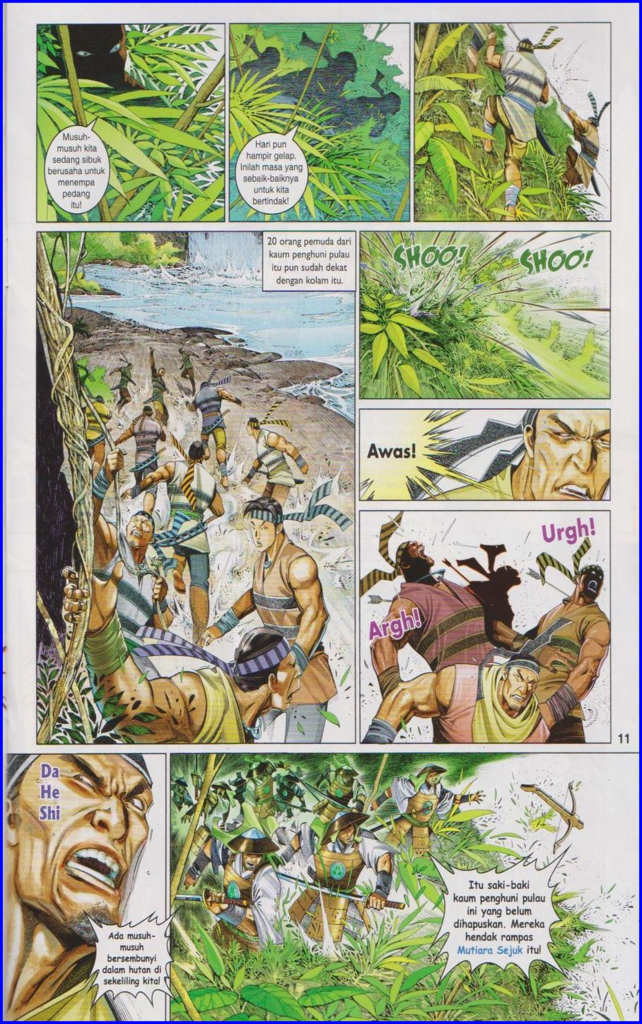 Musuh-
musuh kita
sedang sibuk
berusaha untuk
menempa
pedang
itu!
Hari pun
hampir gelap.
Inilah masa yang
sebaik-baiknya
untuk kita
bertindak!
20 orang pemuda dari
kaum penghuni pulau
itu pun sudah dekat
dengan kolam itu.
SHOO!
SHOO!
Awas!
Urgh!
Argh!
11
Da
He
Shi
Ada musuh-
musuh
bersembunyi
dalam hutan di
sekeliling kita!
Itu saki-baki
kaum penghuni pulau
ini yang belum
dihapuskan. Mereka
hendak rampas
Mutiara Sejuk itu!